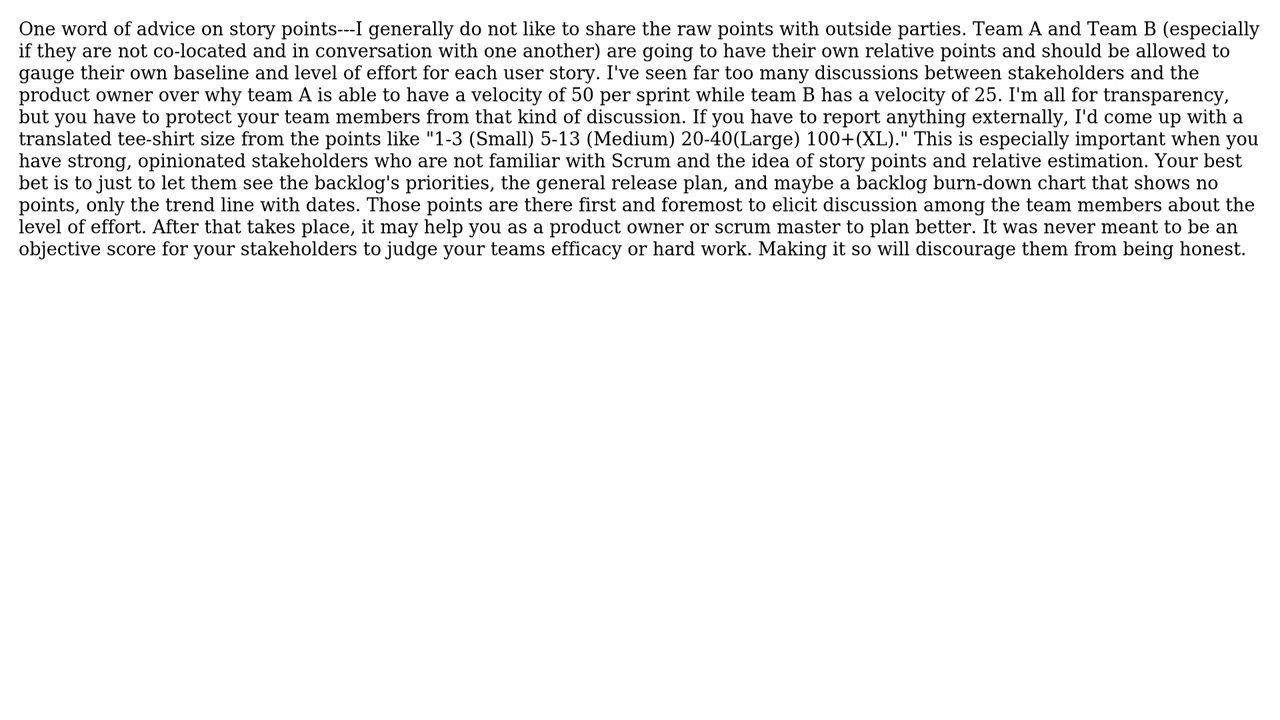 One word of advice on story points---I generally do not like to share the raw points with outside parties. Team A and Team B (especially
if they are not co-located and in conversation with one another) are going to have their own relative points and should be allowed to
gauge their own baseline and level of effort for each user story. I've seen far too many discussions between stakeholders and the
product owner over why team A is able to have a velocity of 50 per sprint while team B has a velocity of 25. I'm all for transparency,
but you have to protect your team members from that kind of discussion. If you have to report anything externally, I'd come up with a
translated tee-shirt size from the points like "1-3 (Small) 5-13 (Medium) 20-40(Large) 100+(XL)." This is especially important when you
have strong, opinionated stakeholders who are not familiar with Scrum and the idea of story points and relative estimation. Your best
bet is to just to let them see the backlog's priorities, the general release plan, and maybe a backlog burn-down chart that shows no
points, only the trend line with dates. Those points are there first and foremost to elicit discussion among the team members about the
level of effort. After that takes place, it may help you as a product owner or scrum master to plan better. It was never meant to be an
objective score for your stakeholders to judge your teams efficacy or hard work. Making it so will discourage them from being honest.